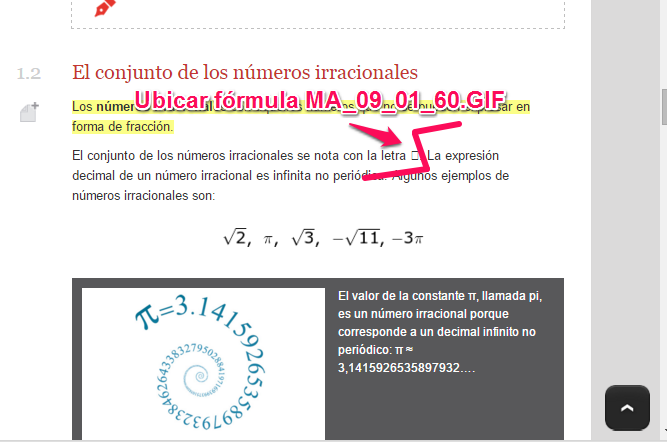 1.2 El conjunto de los números irracionales
Los números en
Ubicar fórmula MA_09_01_60.GIF
forma de fracción.
El conjunto de los números irracionales se nota con la letra □. La expresión
decimal de un número irracional es infinita no periódica. Algunos ejemplos de
números irracionales son:
√2, π, √3, −√11, −3π
π=3.1415926535897932384626433832795028841971
El valor de la constante π, llamada pi,
es un número irracional porque
corresponde a un decimal infinito no
periódico: π ≈
3,1415926535897932….